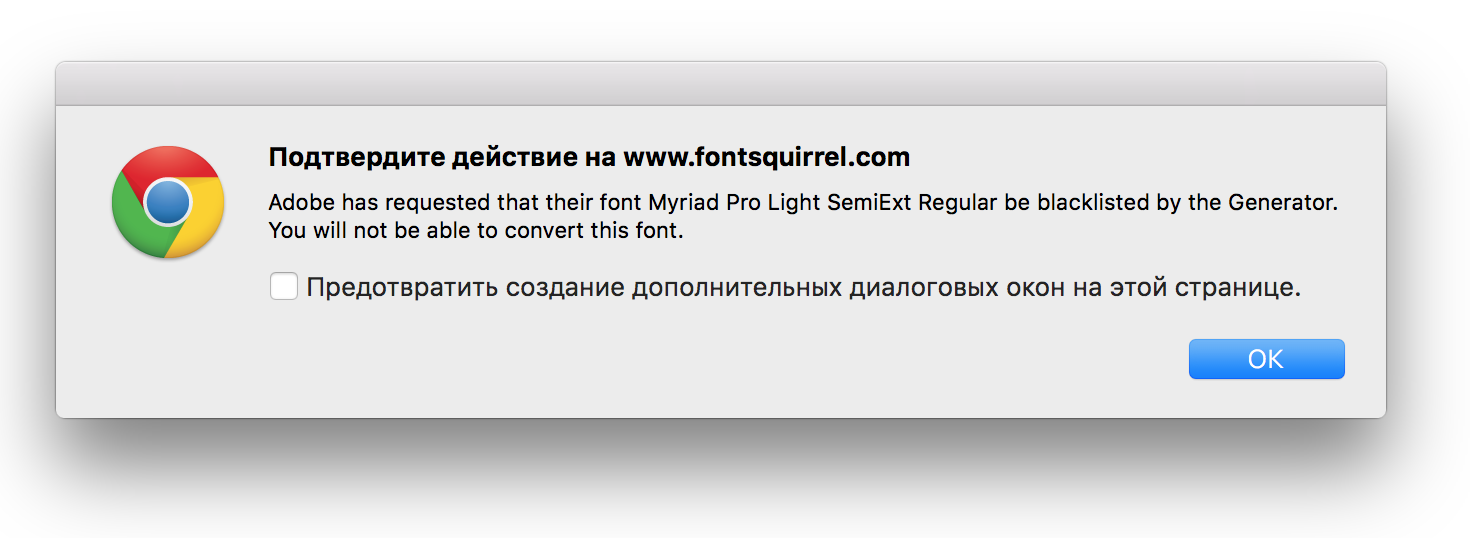 Подтвердите действие на www.fontsquirrel.com
Adobe has requested that their font Myriad Pro Light SemiExt Regular be blacklisted by the Generator.
You will not be able to convert this font.
Предотвратить создание дополнительных диалоговых окон на этой странице.
OK